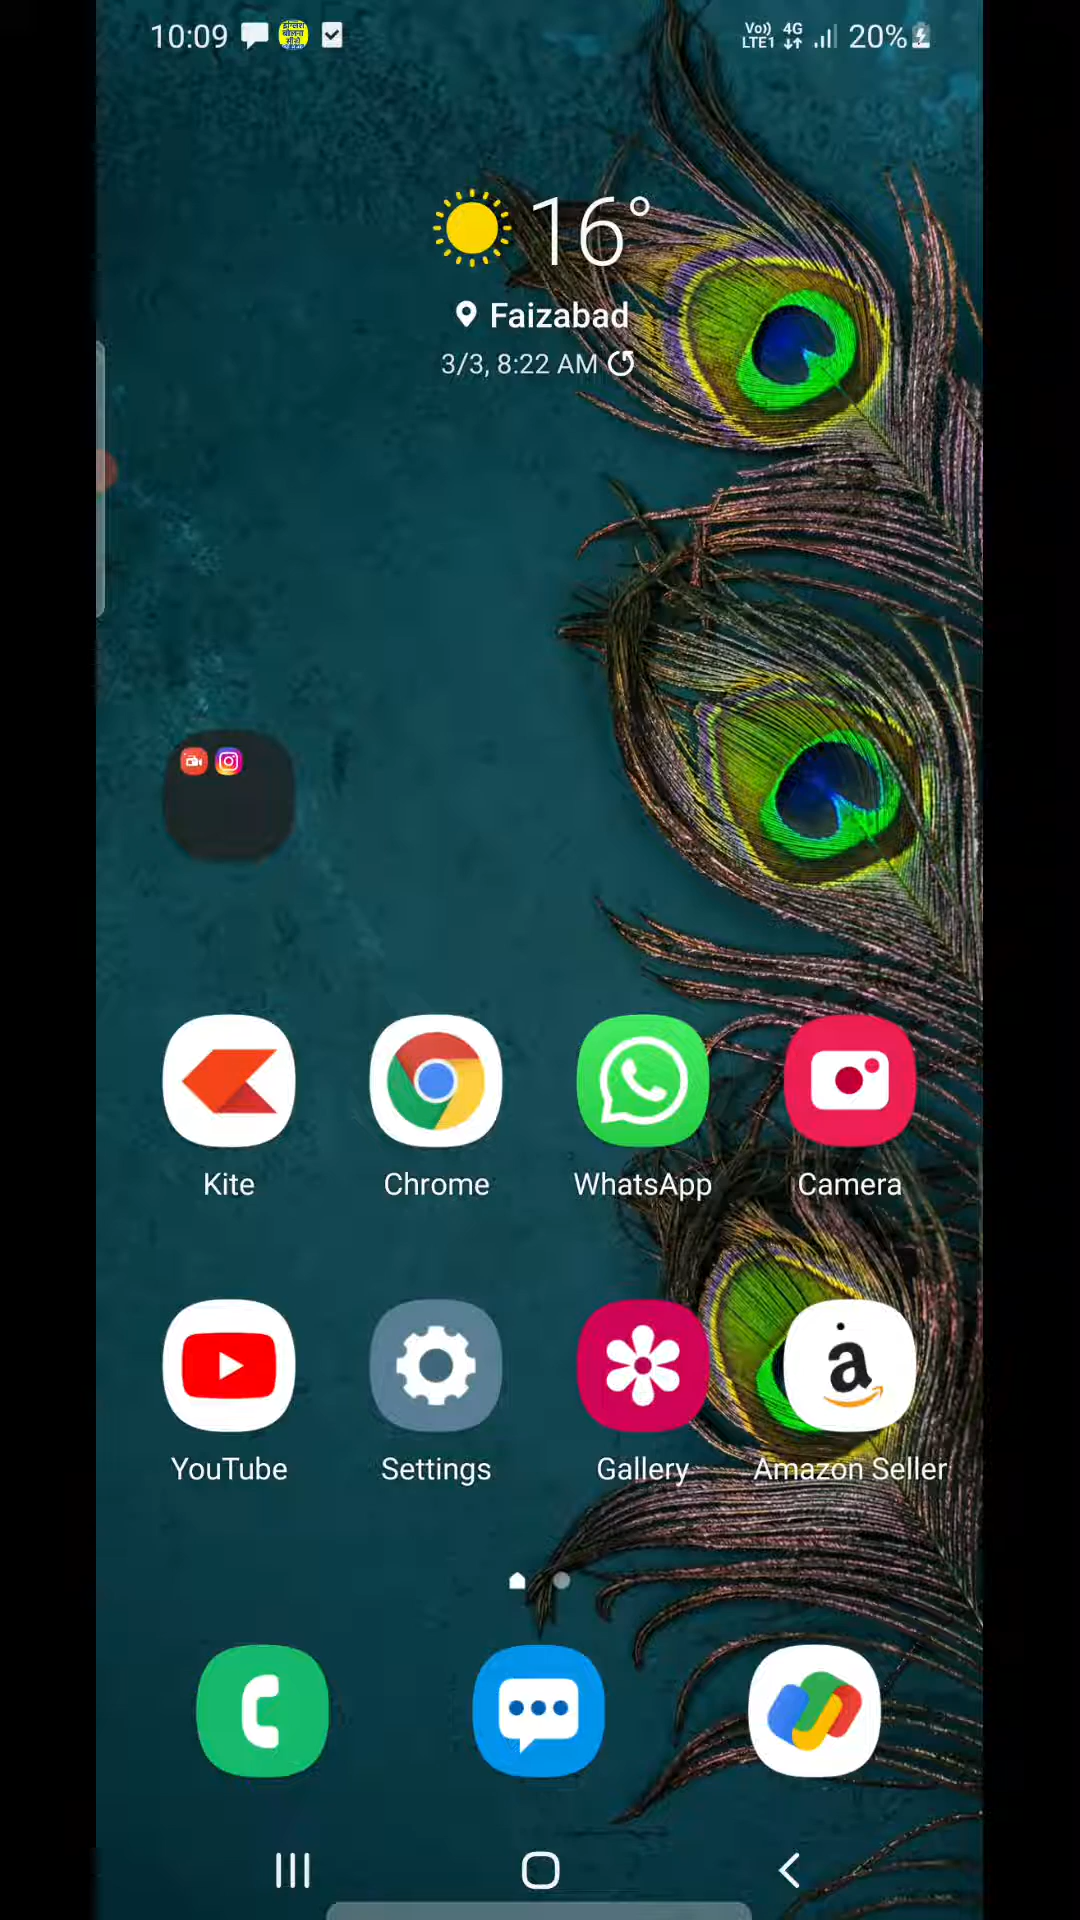 10:09
Vo)) 4G
LTE1 20%
16°
Faizabad
3/3, 8:22 AM
Kite Chrome WhatsApp Camera
a
YouTube Settings Gallery Amazon Seller